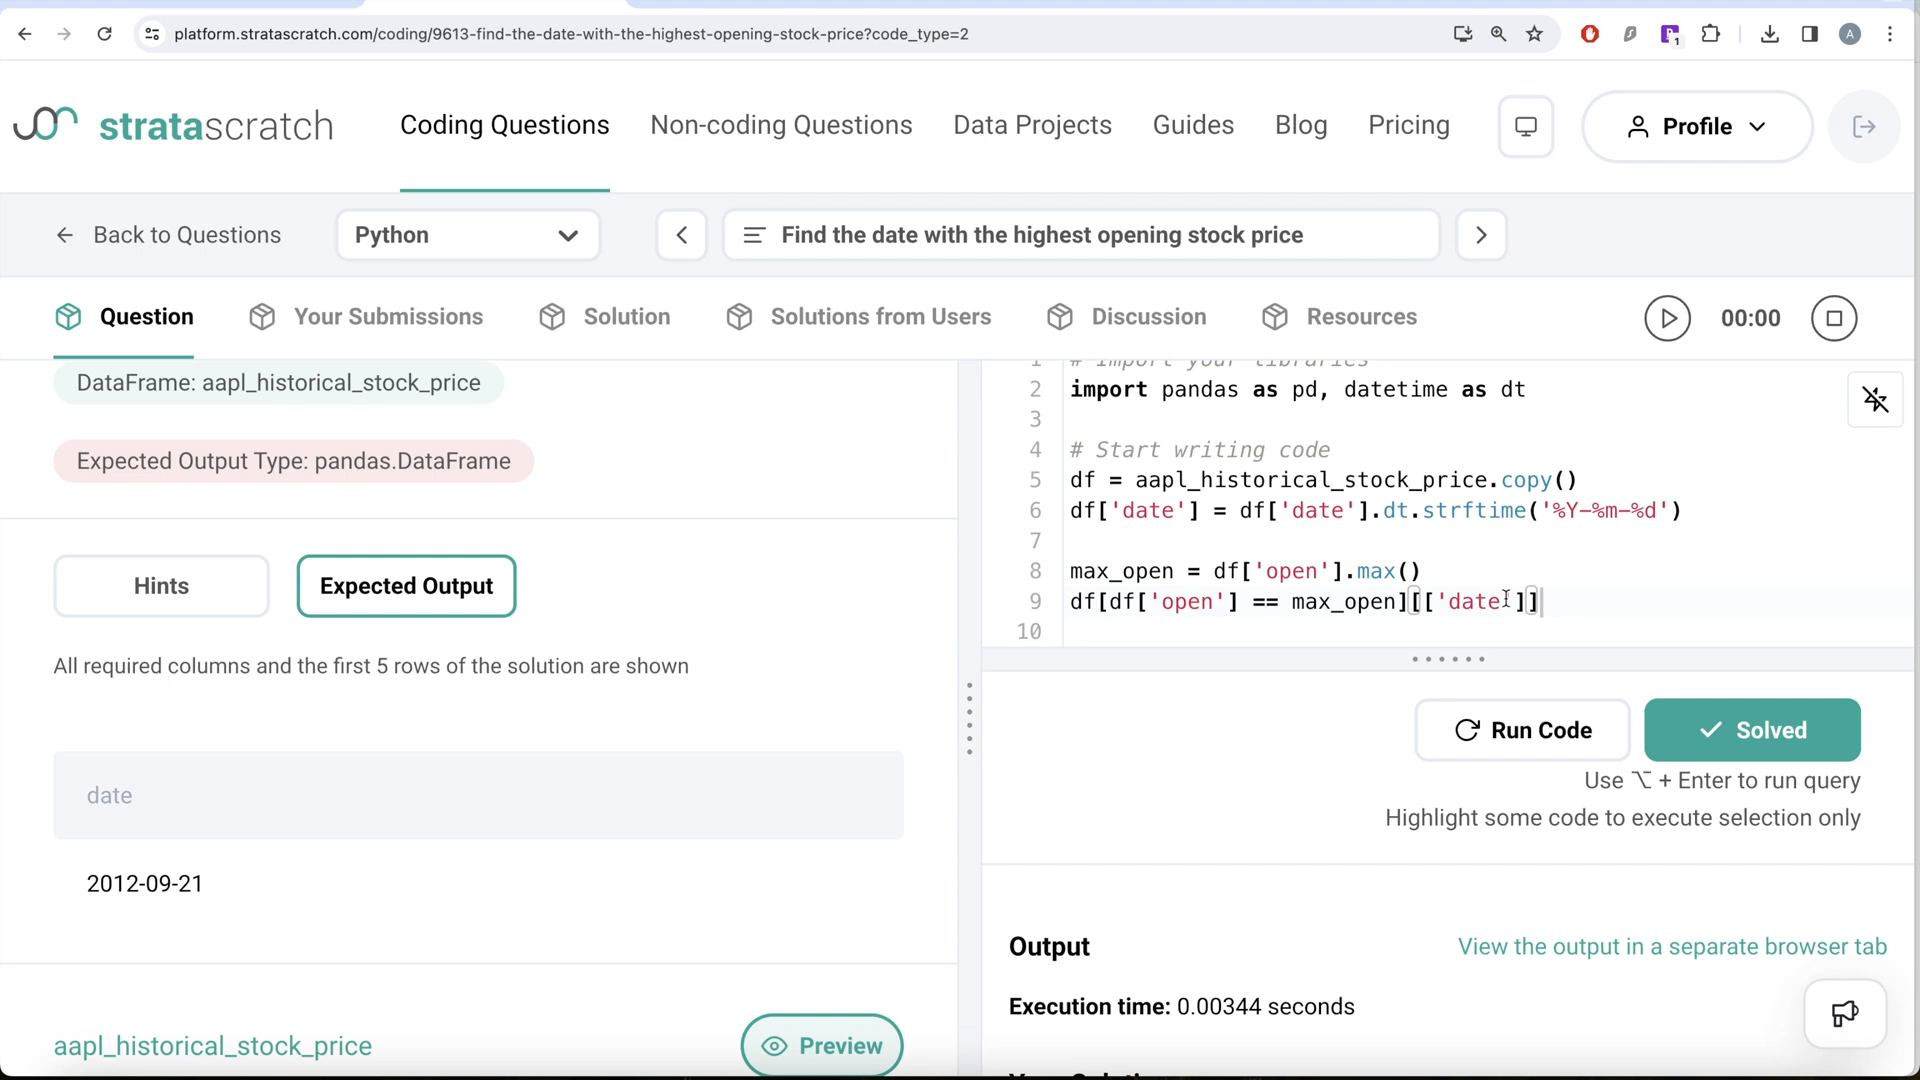 platform.stratascratch.com/coding/9613-find-the-date-with-the-highest-opening-stock-price?code_type=2
1
A
stratascratch
Coding Questions
Non-coding Questions
Data Projects
Guides
Blog
Pricing
Profile
Back to Questions
Python
Find the date with the highest opening stock price
Question
Your Submissions
Solution
Solutions from Users
Discussion
Resources
00:00
DataFrame: aapl_historical_stock_price
Expected Output Type: pandas.DataFrame
Hints
Expected Output
All required columns and the first 5 rows of the solution are shown
date
2012-09-21
aapl_historical_stock_price
Preview
1 # Import your libraries
2 import pandas as pd, datetime as dt
3
4 # Start writing code
5 df = aapl_historical_stock_price.copy()
6 df['date'] = df['date'].dt.strftime('%Y-%m-%d')
7
8 max_open = df['open'].max()
9 df[df['open'] == max_open][['date']]
10
Run Code
Solved
Use ⌥ + Enter to run query
Highlight some code to execute selection only
Output
View the output in a separate browser tab
Execution time: 0.00344 seconds